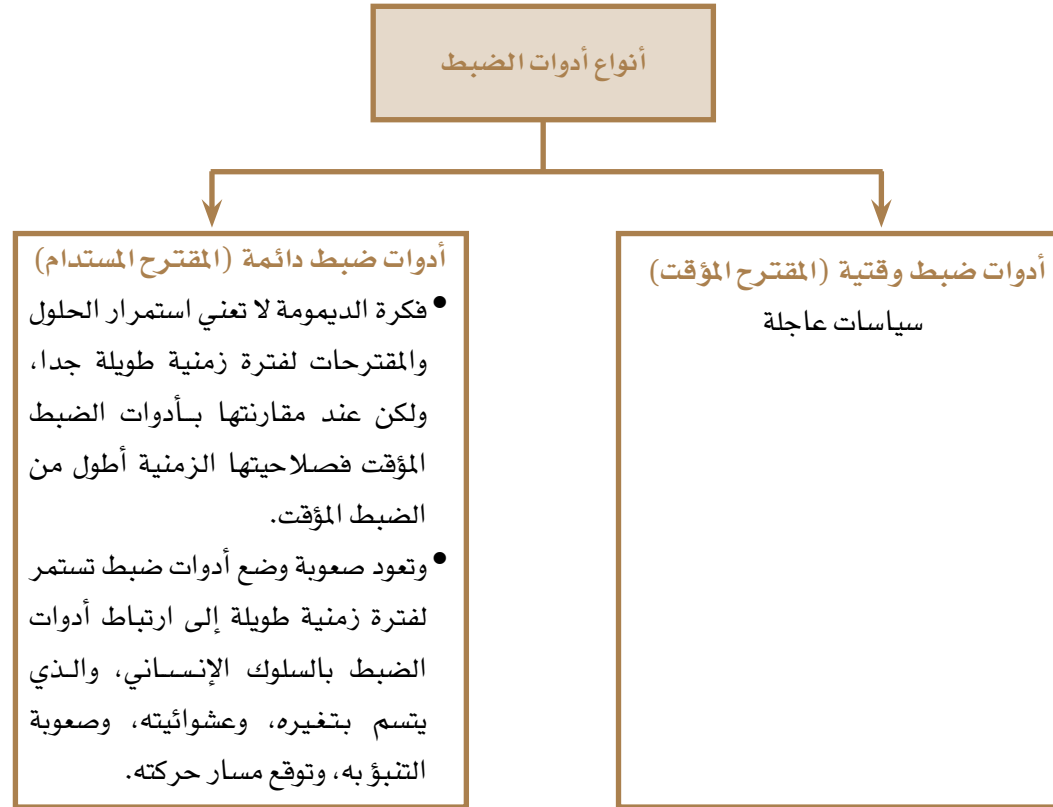 أنواع أدوات الضبط
أدوات ضبط وقتية (المقترح المؤقت)
سياسات عاجلة
أدوات ضبط دائمة (المقترح المستدام)
• فكرة الديمومة لا تعني استمرار الحلول
والمقترحات لفترة زمنية طويلة جدا،
ولكن عند مقارنتها بـأدوات الضبط
المؤقت فصلاحيتها الزمنية أطول من
الضبط المؤقت.
• وتعود صعوبة وضع أدوات ضبط تستمر
لفترة زمنية طويلة إلى ارتباط أدوات
الضبط بالسلوك الإنساني، والذي
يتسم بتغيره، وعشوائيته، وصعوبة
التنبؤ به، وتوقع مسار حركته.